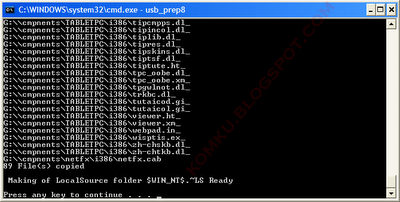 C:\WINDOWS\system32\cmd.exe - usb_prep8
G:\\cmpnents\TABLETPC\i386\tipcnpps.dl_
G:\\cmpnents\TABLETPC\i386\tipincol.dl_
G:\\cmpnents\TABLETPC\i386\tiplib.dl_
G:\\cmpnents\TABLETPC\i386\tipres.dl_
G:\\cmpnents\TABLETPC\i386\tipskins.dl_
G:\\cmpnents\TABLETPC\i386\tiptsf.dl_
G:\\cmpnents\TABLETPC\i386\tiptute.ht_
G:\\cmpnents\TABLETPC\i386\tpc_oobe.dl_
G:\\cmpnents\TABLETPC\i386\tpc_oobe.xm_
G:\\cmpnents\TABLETPC\i386\tpgwlnot.dl_
G:\\cmpnents\TABLETPC\i386\trkbc.dl_
G:\\cmpnents\TABLETPC\i386\tutaicod.gi_
G:\\cmpnents\TABLETPC\i386\tutaicol.gi_
G:\\cmpnents\TABLETPC\i386\viewer.ht_
G:\\cmpnents\TABLETPC\i386\viewer.xm_
G:\\cmpnents\TABLETPC\i386\webpad.in_
G:\\cmpnents\TABLETPC\i386\wisptis.ex_
G:\\cmpnents\TABLETPC\i386\zh-chskb.dl_
G:\\cmpnents\TABLETPC\i386\zh-chtkb.dl_
G:\\cmpnents\netfx\i386\netfx.cab
89 File(s) copied
Making of LocalSource folder $WIN_NT$.~LS Ready
Press any key to continue . . . _